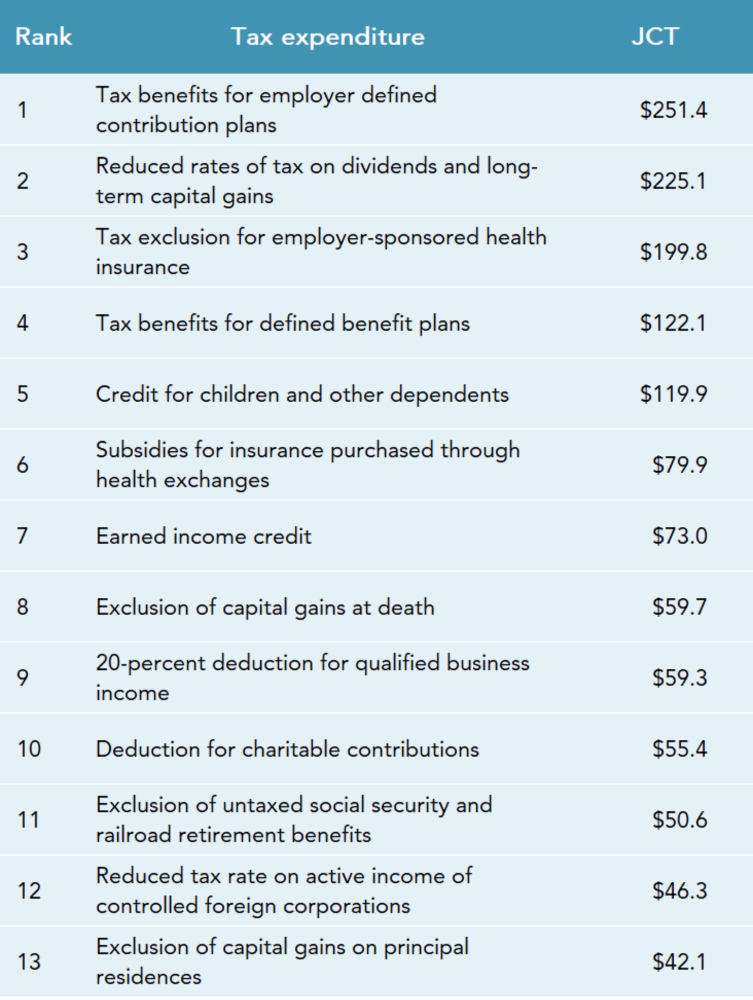 Rank Tax expenditure JCT
1 Tax benefits for employer defined
contribution plans $251.4
2 Reduced rates of tax on dividends and long-
term capital gains $225.1
3 Tax exclusion for employer-sponsored health
insurance $199.8
4 Tax benefits for defined benefit plans $122.1
5 Credit for children and other dependents $119.9
6 Subsidies for insurance purchased through
health exchanges $79.9
7 Earned income credit $73.0
8 Exclusion of capital gains at death $59.7
9 20-percent deduction for qualified business
income $59.3
10 Deduction for charitable contributions $55.4
11 Exclusion of untaxed social security and
railroad retirement benefits $50.6
12 Reduced tax rate on active income of
controlled foreign corporations $46.3
13 Exclusion of capital gains on principal
residences $42.1